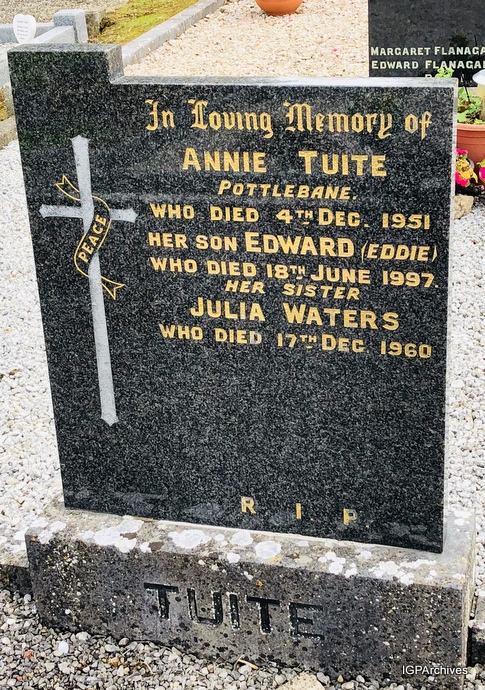 MARGARET FLANAGA
EDWARD FLANAGAN
In Loving Memory of
ANNIE TUITE
POTTLEBANE.
WHO DIED 4TH DEC. 1951
HER SON EDWARD (EDDIE)
WHO DIED 18TH JUNE 1997.
HER SISTER
JULIA WATERS
WHO DIED 17TH DEC. 1960
PEACE
R. I. P
TUITE
IGPArchives